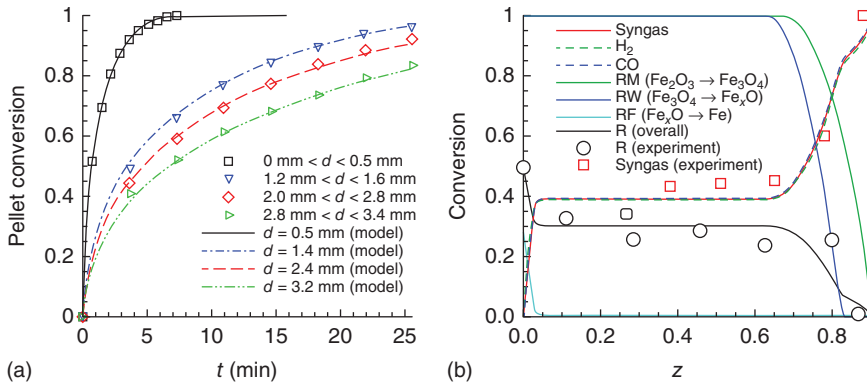 1
0.8
0.6
0.4
0.2
0
Pellet conversion
0 mm < d < 0.5 mm
1.2 mm < d < 1.6 mm
2.0 mm < d < 2.8 mm
2.8 mm < d < 3.4 mm
d = 0.5 mm (model)
d = 1.4 mm (model)
d = 2.4 mm (model)
d = 3.2 mm (model)
0 5 10 15 20 25
t (min)
(a)
1
0.8
0.6
0.4
0.2
0
Conversion
Syngas
H₂
CO
RM (Fe₂O₃ → Fe₃O₄)
RW (Fe₃O₄ → FeₓO)
RF (FeₓO → Fe)
R (overall)
R (experiment)
Syngas (experiment)
0.0 0.2 0.4 0.6 0.8
z
(b)